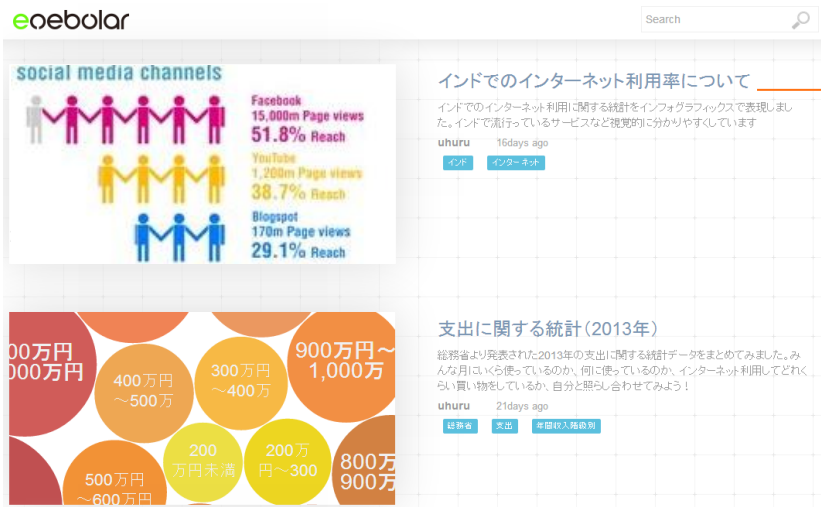 eoebolar
Search
social media channels
Facebook
15,000m Page views
51.8% Reach
YouTube
1,200m Page views
38.7% Reach
Blogspot
170m Page views
29.1% Reach
インドでのインターネット利用率について
インドでのインターネット利用に関する統計をインフォグラフィックスで表現しまし
た。インドで流行っているサービスなど視覚的に分かりやすくしています
uhuru 16days ago
インド インターネット
00万円
000万円
400万円
～500万
300万円
～400万
900万円～
1,000万
200
万円未満
200万
円～300
500万円
～600万円
800万
900万
支出に関する統計（2013年）
総務省より発表された2013年の支出に関する統計データをまとめてみました。み
んな月にいくら使っているのか、何に使っているのか、インターネット利用してどれく
らい買い物をしているか、自分と照らし合わせてみよう！
uhuru 21days ago
総務省 支出 年間収入階級別